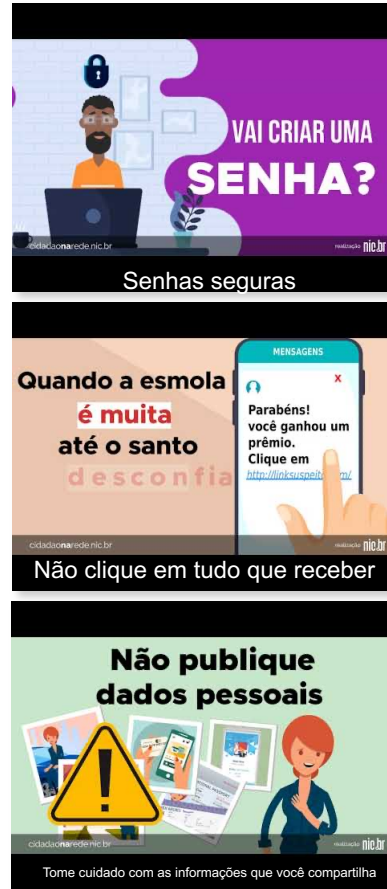 VAI CRIAR UMA
SENHA?
cidadaonarede.nic.br
realização nic.br
Senhas seguras
Quando a esmola
é muita
até o santo
desconfia
MENSAGENS
X
Parabéns!
você ganhou um
prêmio.
Clique em
cidadaonarede.nic.br
realização nic.br
Não clique em tudo que receber
Não publique
dados pessoais
cidadaonarede.nic.br
realização nic.br
Tome cuidado com as informações que você compartilha